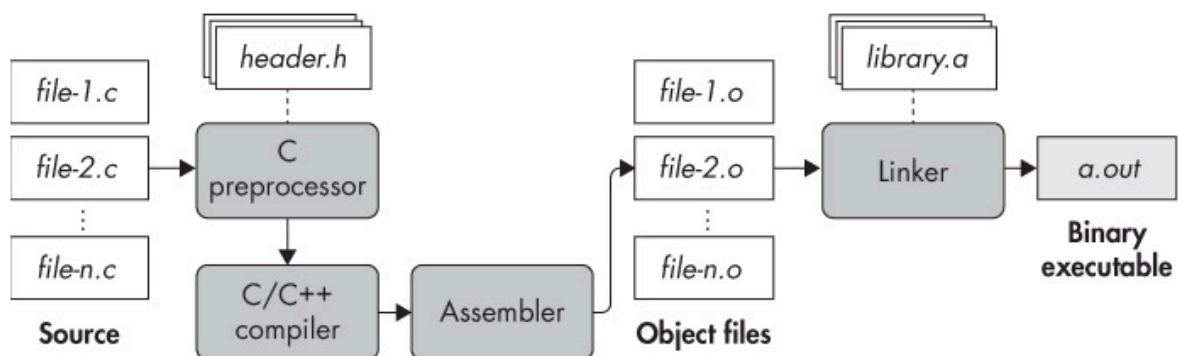 file-1.c
file-2.c
file-n.c
Source
header.h
C
preprocessor
C/C++
compiler
Assembler
file-1.o
file-2.o
file-n.o
Object files
library.a
Linker
a.out
Binary
executable